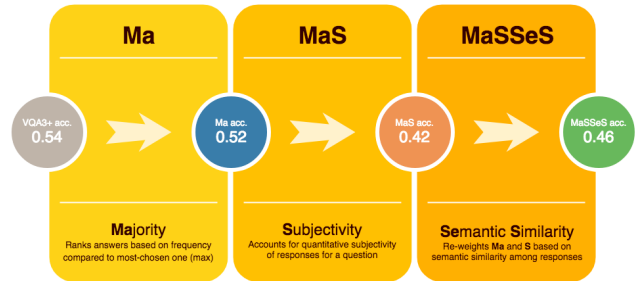 Ma
MaS
MaSSeS
VQA3+ acc.
0.54
Ma acc.
0.52
MaS acc.
0.42
MaSSeS acc.
0.46
Majority
Ranks answers based on frequency
compared to most-chosen one (max)
Subjectivity
Accounts for quantitative subjectivity
of responses for a question
Semantic Similarity
Re-weights Ma and S based on
semantic similarity among responses